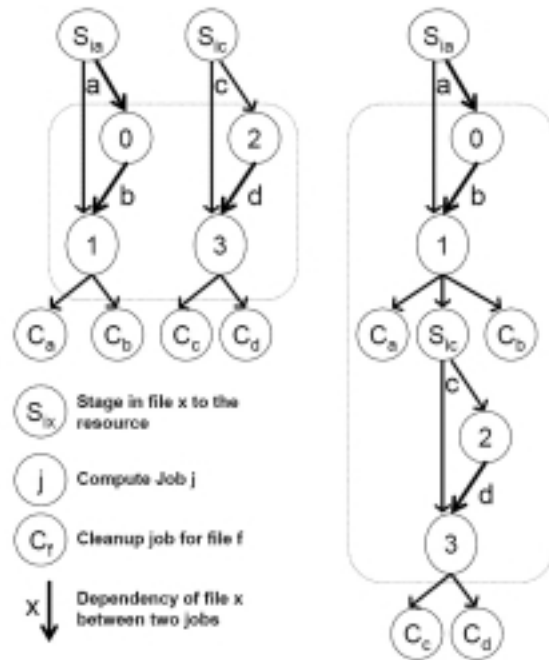 S_Ia S_Ic
a c
0 2
b d
1 3
C_a C_b C_c C_d
S_Ix Stage in file x to the
resource
j Compute Job j
C_f Cleanup job for file f
x Dependency of file x
between two jobs
S_Ia
a
0
b
1
C_a S_Ic C_b
c
2
d
3
C_c C_d